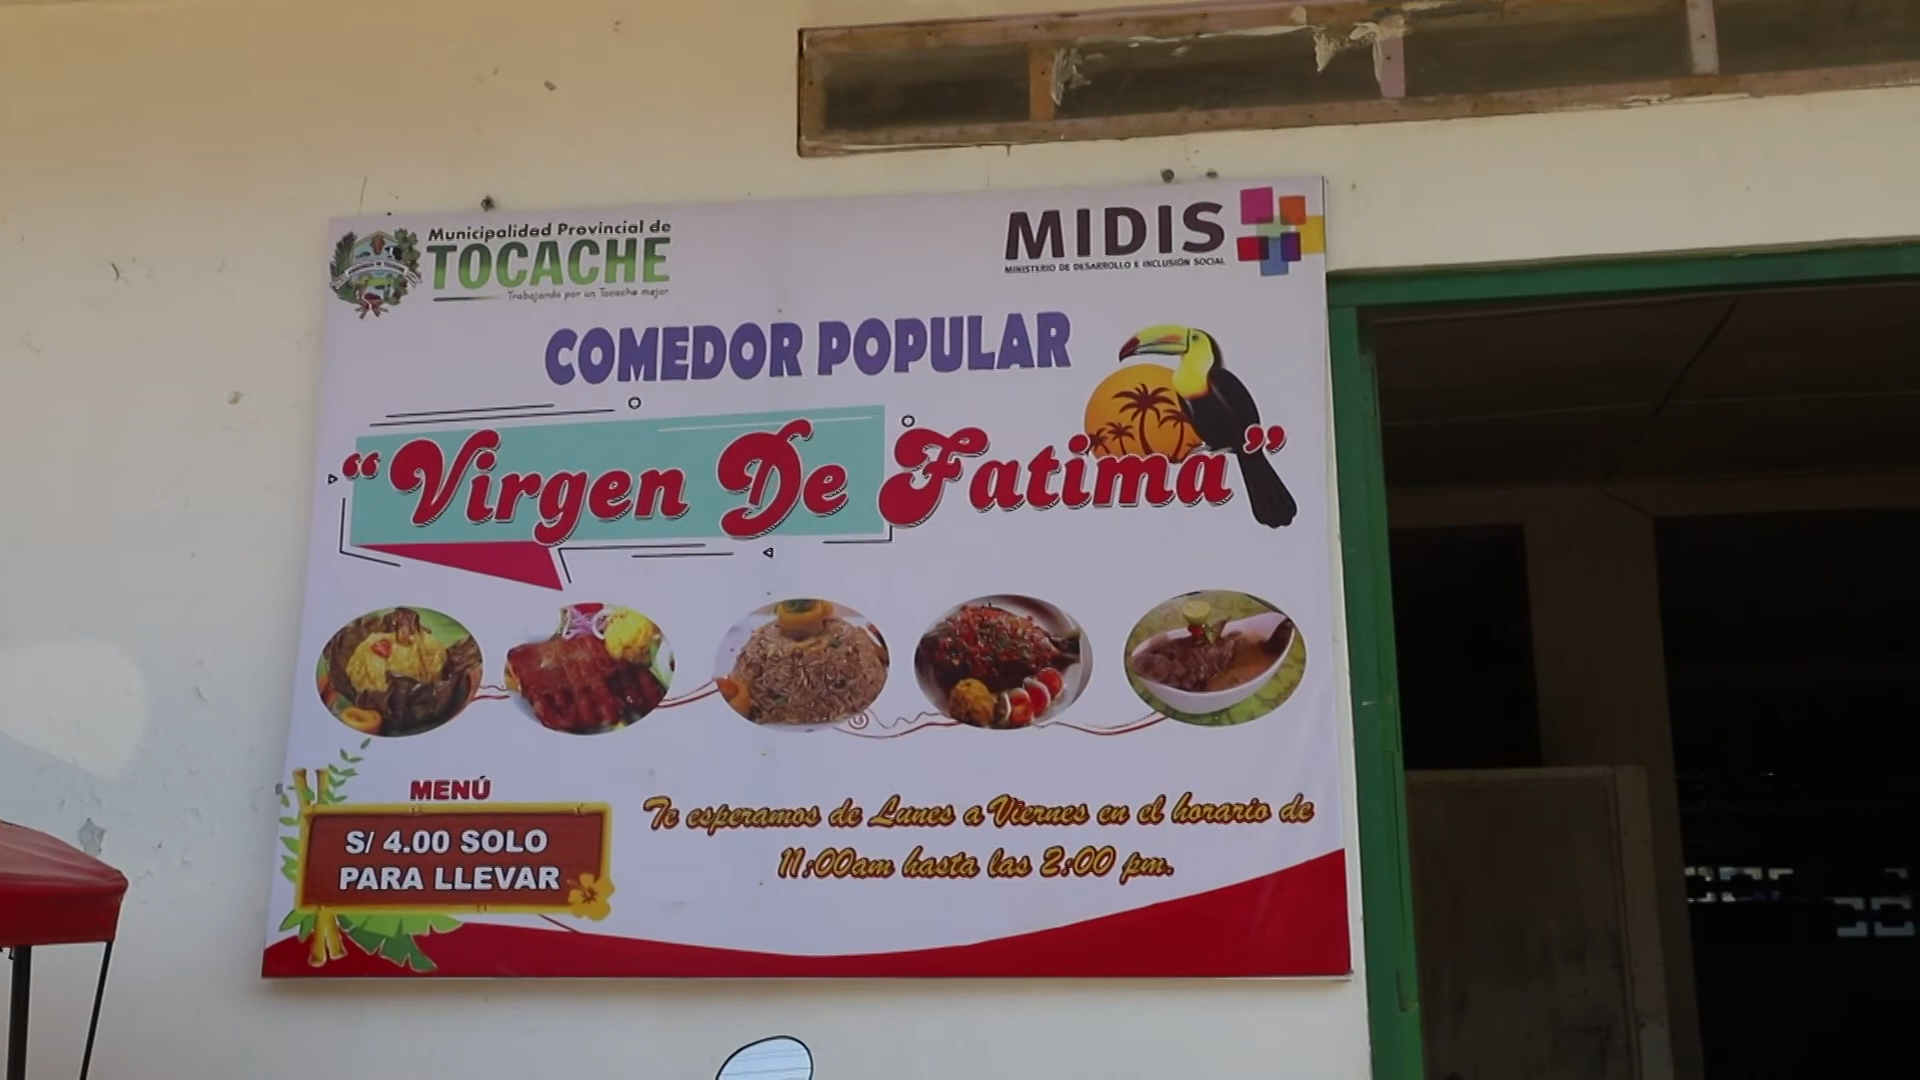 Municipalidad Provincial de
TOCACHE
Trabajando por un Tocache mejor
MIDIS
MINISTERIO DE DESARROLLO E INCLUSIÓN SOCIAL
COMEDOR POPULAR
“Virgen De Fatima”
MENÚ
S/ 4.00 SOLO
PARA LLEVAR
Te esperamos de Lunes a Viernes en el horario de
11:00am hasta las 2:00 pm.